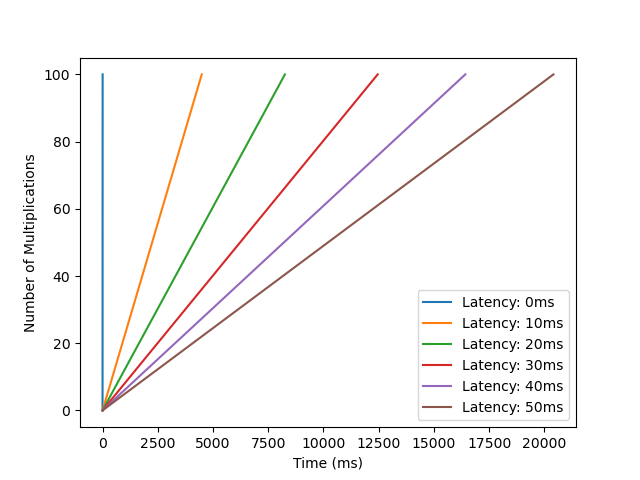 100
80
60
40
20
0
Number of Multiplications
Latency: 0ms
Latency: 10ms
Latency: 20ms
Latency: 30ms
Latency: 40ms
Latency: 50ms
0 2500 5000 7500 10000 12500 15000 17500 20000
Time (ms)